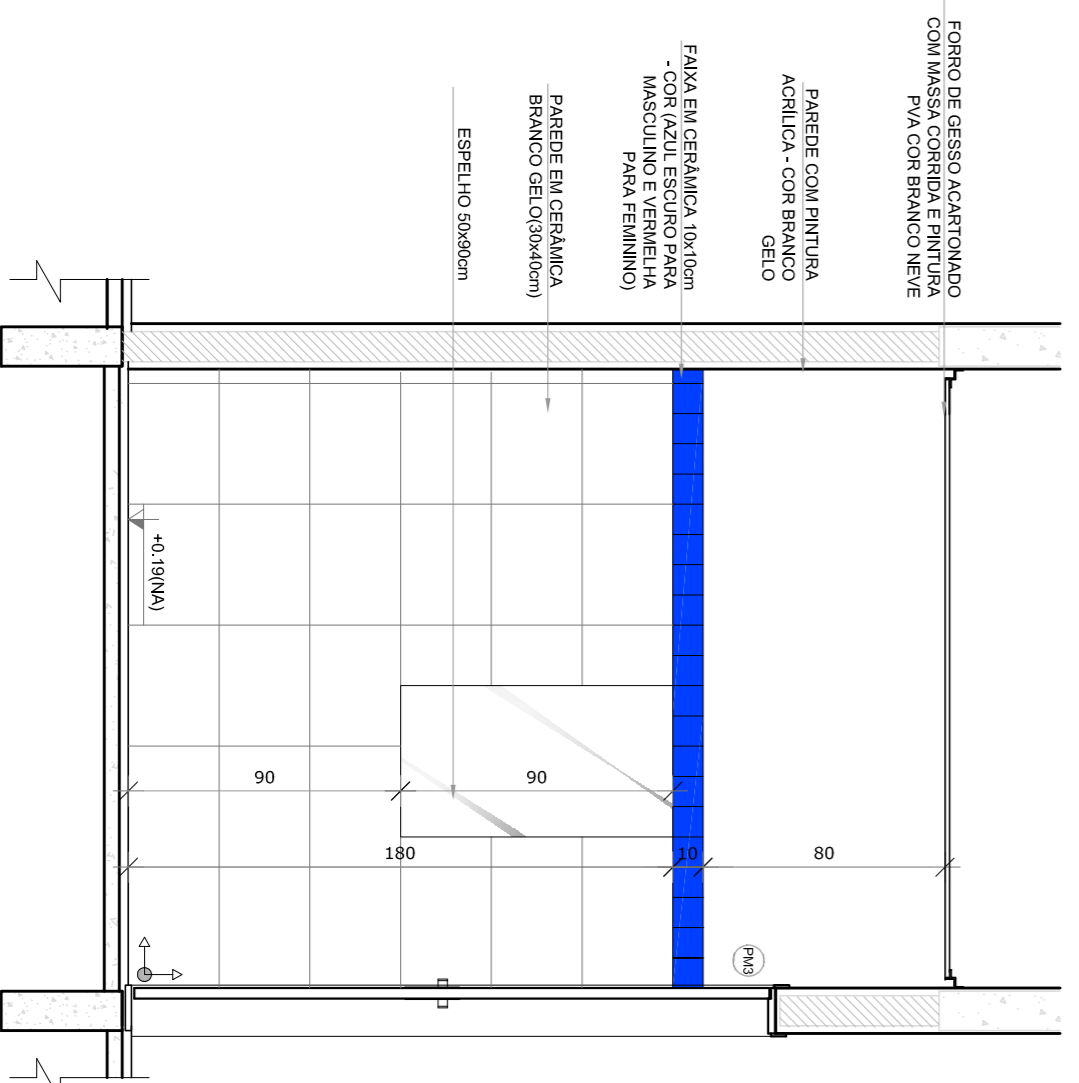 FORRO DE GESSO ACARTONADO
COM MASSA CORRIDA E PINTURA
PVA COR BRANCO NEVE
PAREDE COM PINTURA
ACRÍLICA - COR BRANCO
GELO
FAIXA EM CERÂMICA 10x10cm
- COR (AZUL ESCURO PARA
MASCULINO E VERMELHA
PARA FEMININO)
PAREDE EM CERÂMICA
BRANCO GELO(30x40cm)
ESPELHO 50x90cm
+0.19(NA)
90
90
180
10
80
PM3